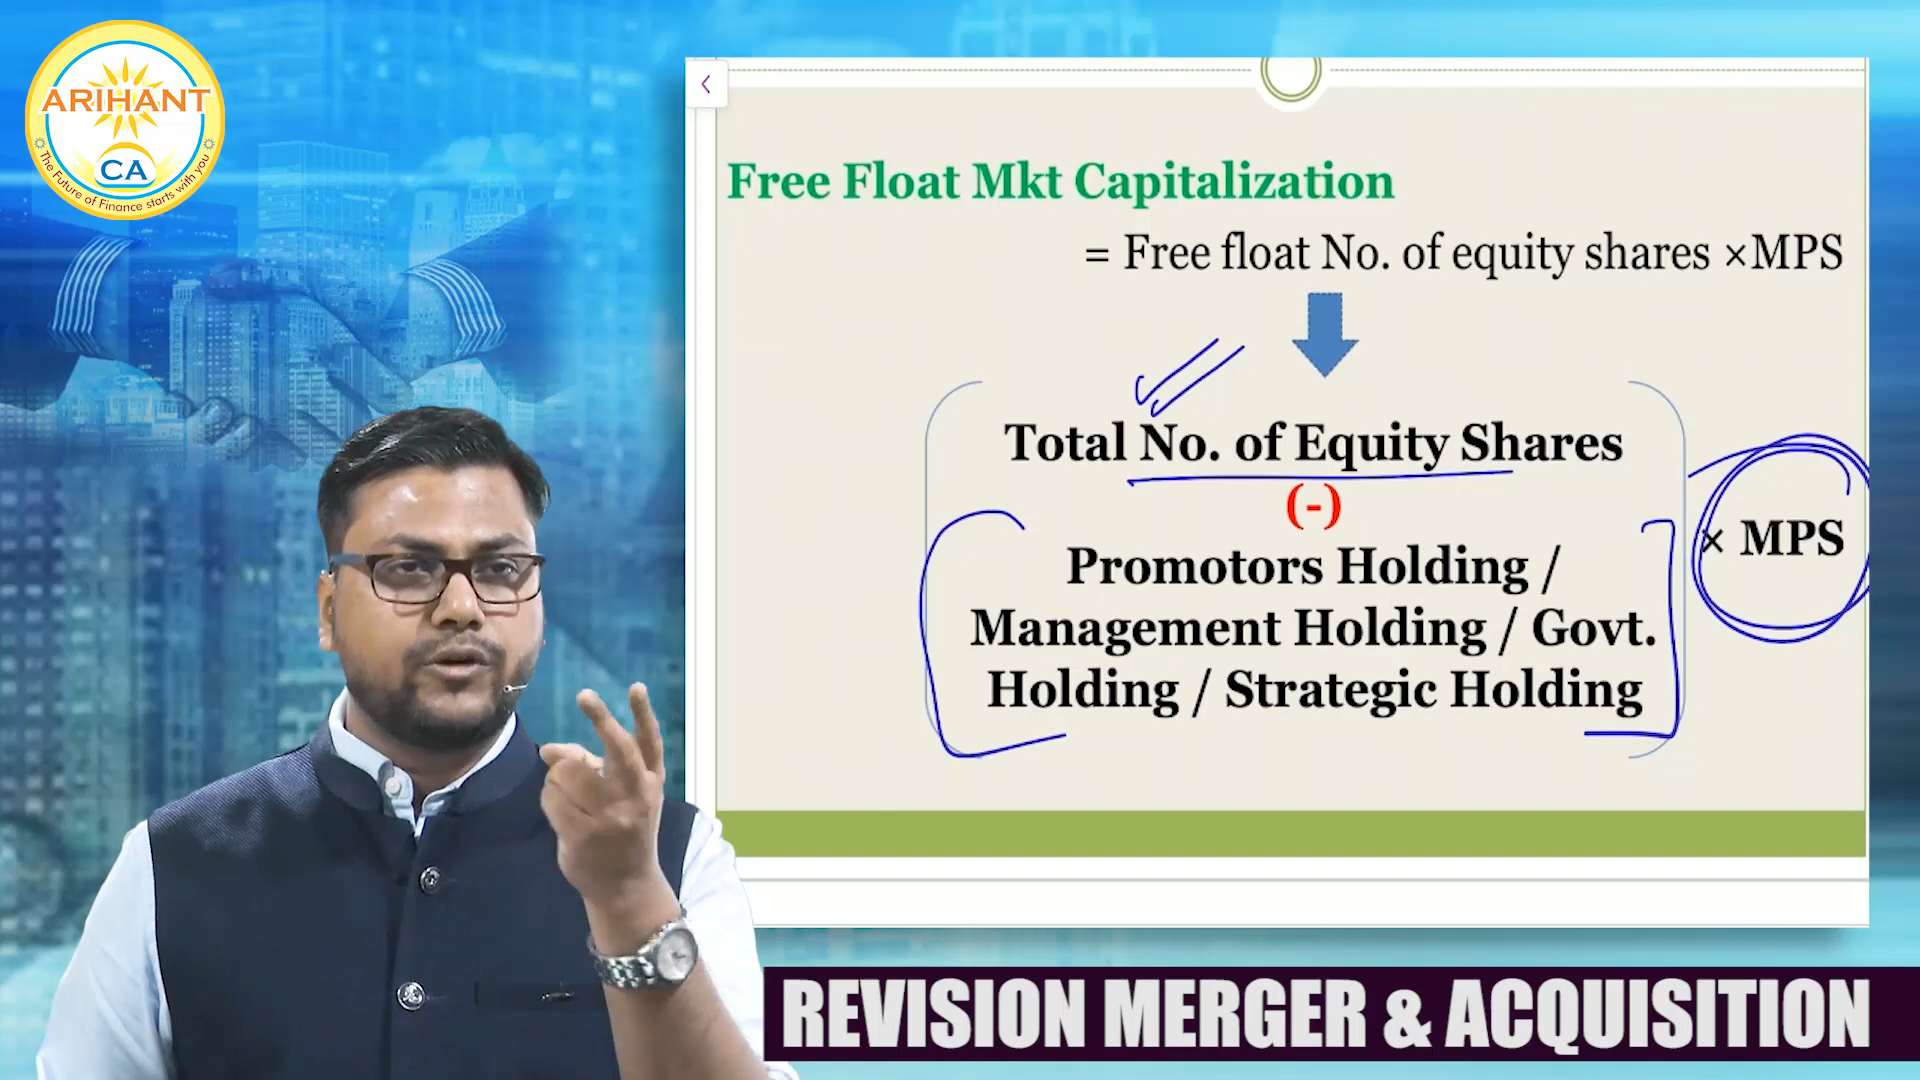 ARIHANT
CA
The Future of Finance starts with you
Free Float Mkt Capitalization
= Free float No. of equity shares ×MPS
Total No. of Equity Shares
(-)
Promotors Holding /
Management Holding / Govt.
Holding / Strategic Holding
× MPS
REVISION MERGER & ACQUISITION